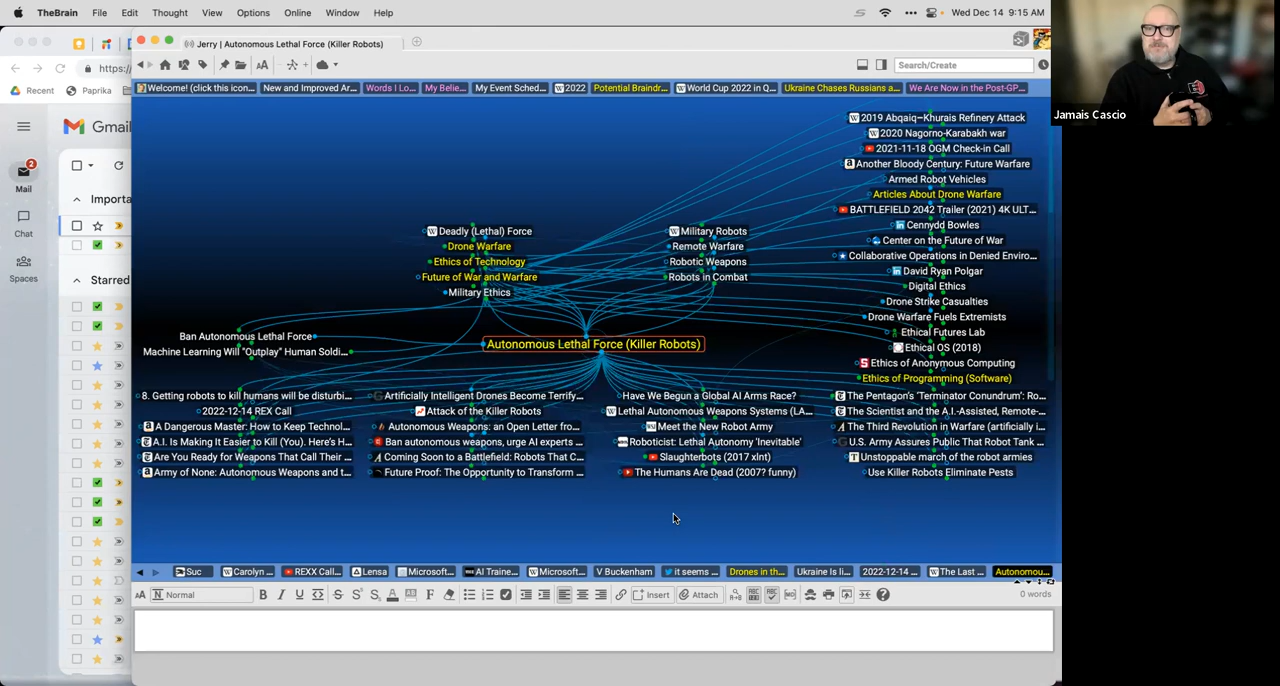 TheBrain File Edit Thought View Options Online Window Help
Wed Dec 14 9:15 AM
Jerry | Autonomous Lethal Force (Killer Robots)
https:/
Search/Create
Recent Paprika
Welcome! (click this icon... New and Improved Ar... Words I Lo... My Belie... My Event Sched... 2022 Potential Braindr... World Cup 2022 in Q... Ukraine Chases Russians a... We Are Now in the Post-GP...
Jamais Cascio
Gmail
2
Mail
Chat
Spaces
Importa
Starred
2019 Abqaiq–Khurais Refinery Attack
2020 Nagorno-Karabakh war
2021-11-18 OGM Check-in Call
Another Bloody Century: Future Warfare
Armed Robot Vehicles
Articles About Drone Warfare
BATTLEFIELD 2042 Trailer (2021) 4K ULT...
Cennydd Bowles
Center on the Future of War
Collaborative Operations in Denied Enviro...
David Ryan Polgar
Digital Ethics
Drone Strike Casualties
Drone Warfare Fuels Extremists
Ethical Futures Lab
Ethical OS (2018)
Ethics of Anonymous Computing
Ethics of Programming (Software)
Deadly (Lethal) Force
Drone Warfare
Ethics of Technology
Future of War and Warfare
Military Ethics
Military Robots
Remote Warfare
Robotic Weapons
Robots in Combat
Ban Autonomous Lethal Force
Machine Learning Will "Outplay" Human Soldi...
Autonomous Lethal Force (Killer Robots)
8. Getting robots to kill humans will be disturbi...
2022-12-14 REX Call
A Dangerous Master: How to Keep Technol...
A.I. Is Making It Easier to Kill (You). Here's H...
Are You Ready for Weapons That Call Their ...
Army of None: Autonomous Weapons and t...
Artificially Intelligent Drones Become Terrify...
Attack of the Killer Robots
Autonomous Weapons: an Open Letter fro...
Ban autonomous weapons, urge AI experts ...
Coming Soon to a Battlefield: Robots That C...
Future Proof: The Opportunity to Transform ...
Have We Begun a Global AI Arms Race?
Lethal Autonomous Weapons Systems (LA...
Meet the New Robot Army
Roboticist: Lethal Autonomy 'Inevitable'
Slaughterbots (2017 xlnt)
The Humans Are Dead (2007? funny)
The Pentagon's 'Terminator Conundrum': Ro...
The Scientist and the A.I.-Assisted, Remote-...
The Third Revolution in Warfare (artificially i...
U.S. Army Assures Public That Robot Tank ...
Unstoppable march of the robot armies
Use Killer Robots Eliminate Pests
Suc Carolyn ... REXX Call... Lensa Microsoft... AI Traine... Microsoft... V Buckenham it seems ... Drones in th... Ukraine Is li... 2022-12-14 ... The Last ... Autonomou...
Normal B I U Insert Attach 0 words